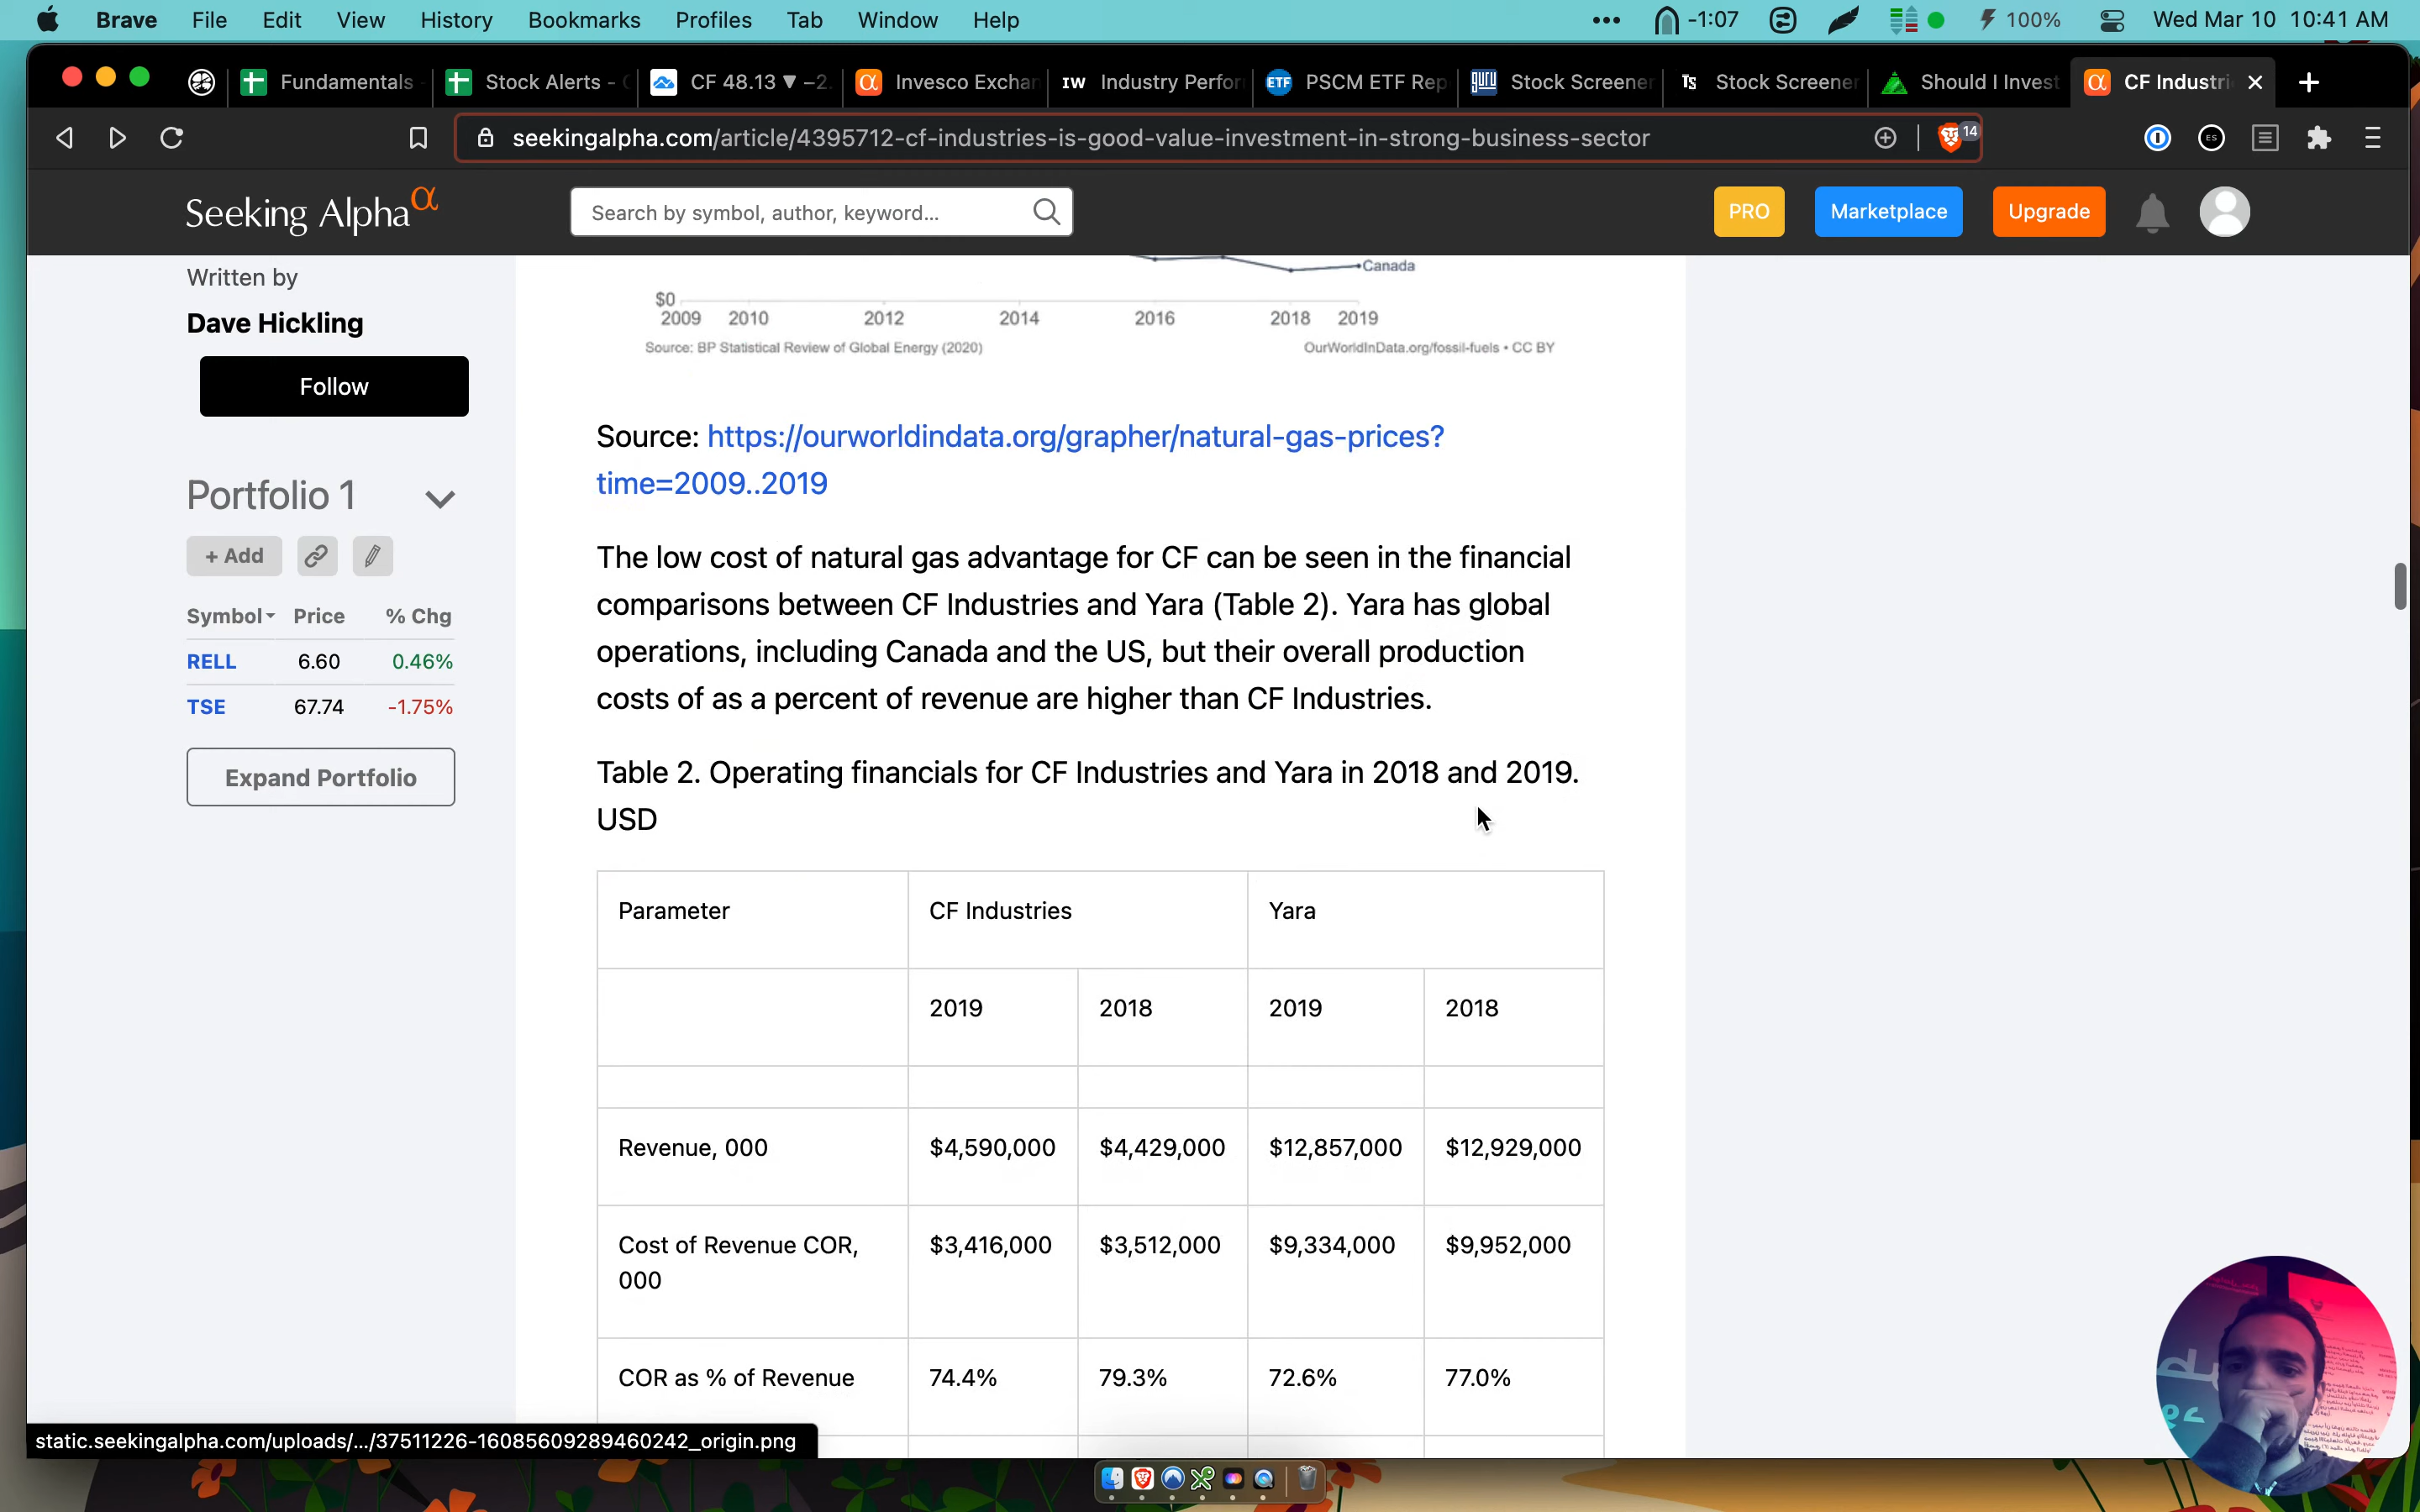 Brave File Edit View History Bookmarks Profiles Tab Window Help
-1:07 100% Wed Mar 10 10:41 AM
Fundamentals - Stock Alerts - CF 48.13 ▼ −2. Invesco Exchan IW Industry Perfor ETF PSCM ETF Rep guru Stock Screener TS Stock Screener Should I Invest α CF Industri
seekingalpha.com/article/4395712-cf-industries-is-good-value-investment-in-strong-business-sector 14
ES
Seeking Alpha α
Search by symbol, author, keyword...
PRO Marketplace Upgrade
Written by
Dave Hickling
Follow
Portfolio 1
+ Add
Symbol Price % Chg
RELL 6.60 0.46%
TSE 67.74 -1.75%
Expand Portfolio
Canada
$0
2009 2010 2012 2014 2016 2018 2019
Source: BP Statistical Review of Global Energy (2020) OurWorldInData.org/fossil-fuels • CC BY
Source: https://ourworldindata.org/grapher/natural-gas-prices?
time=2009..2019
The low cost of natural gas advantage for CF can be seen in the financial
comparisons between CF Industries and Yara (Table 2). Yara has global
operations, including Canada and the US, but their overall production
costs of as a percent of revenue are higher than CF Industries.
Table 2. Operating financials for CF Industries and Yara in 2018 and 2019.
USD
Parameter CF Industries Yara
2019 2018 2019 2018
Revenue, 000 $4,590,000 $4,429,000 $12,857,000 $12,929,000
Cost of Revenue COR, $3,416,000 $3,512,000 $9,334,000 $9,952,000
000
COR as % of Revenue 74.4% 79.3% 72.6% 77.0%
static.seekingalpha.com/uploads/.../37511226-16085609289460242_origin.png